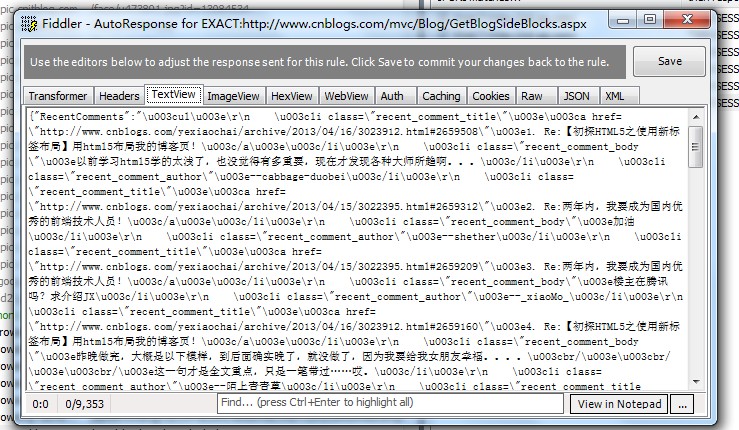 Fiddler - AutoResponse for EXACT:http://www.cnblogs.com/mvc/Blog/GetBlogSideBlocks.aspx
Use the editors below to adjust the response sent for this rule. Click Save to commit your changes back to the rule.
Save
Transformer Headers TextView ImageView HexView WebView Auth Caching Cookies Raw JSON XML
{"RecentComments":"\u003cul\u003e\r\n    \u003cli class=\"recent_comment_title\"\u003e\u003ca href=
\"http://www.cnblogs.com/yexiaochai/archive/2013/04/16/3023912.html#2659508\"\u003e1. Re:【初探HTML5之使用新标
签布局】用html5布局我的博客页！\u003c/a\u003e\u003c/li\u003e\r\n    \u003cli class=\"recent_comment_body
\"\u003e以前学习html5学的太浅了，也没觉得有多重要，现在才发现各种大师所趋啊...\u003c/li\u003e\r\n    \u003cli
class=\"recent_comment_author\"\u003e--cabbage-duobei\u003c/li\u003e\r\n    \u003cli class=
\"recent_comment_title\"\u003e\u003ca href=
\"http://www.cnblogs.com/yexiaochai/archive/2013/04/15/3022395.html#2659312\"\u003e2. Re:两年内，我要成为国内优
秀的前端技术人员！\u003c/a\u003e\u003c/li\u003e\r\n    \u003cli class=\"recent_comment_body\"\u003e加油
\u003c/li\u003e\r\n    \u003cli class=\"recent_comment_author\"\u003e--shether\u003c/li\u003e\r\n    \u003cli class=
\"recent_comment_title\"\u003e\u003ca href=
\"http://www.cnblogs.com/yexiaochai/archive/2013/04/15/3022395.html#2659209\"\u003e3. Re:两年内，我要成为国内优
秀的前端技术人员！\u003c/a\u003e\u003c/li\u003e\r\n    \u003cli class=\"recent_comment_body\"\u003e楼主在腾讯
吗？求介绍JX\u003c/li\u003e\r\n    \u003cli class=\"recent_comment_author\"\u003e--_xiaoMo_\u003c/li\u003e\r\n
\u003cli class=\"recent_comment_title\"\u003e\u003ca href=
\"http://www.cnblogs.com/yexiaochai/archive/2013/04/16/3023912.html#2659160\"\u003e4. Re:【初探HTML5之使用新标
签布局】用html5布局我的博客页！\u003c/a\u003e\u003c/li\u003e\r\n    \u003cli class=\"recent_comment_body
\"\u003e昨晚做完，大概是以下模样，到后面确实晚了，就没做了，因为我要给我女朋友幸福....\u003cbr/\u003e\u003cbr/
\u003e\u003cbr/\u003e这一句才是全文重点，只是一笔带过……哎。\u003c/li\u003e\r\n    \u003cli
class=\"recent_comment_author\"\u003e--陌上青青草\u003c/li\u003e\r\n    \u003cli class=\"recent_comment_title
0:0 0/9,353 Find... (press Ctrl+Enter to highlight all) View in Notepad ...